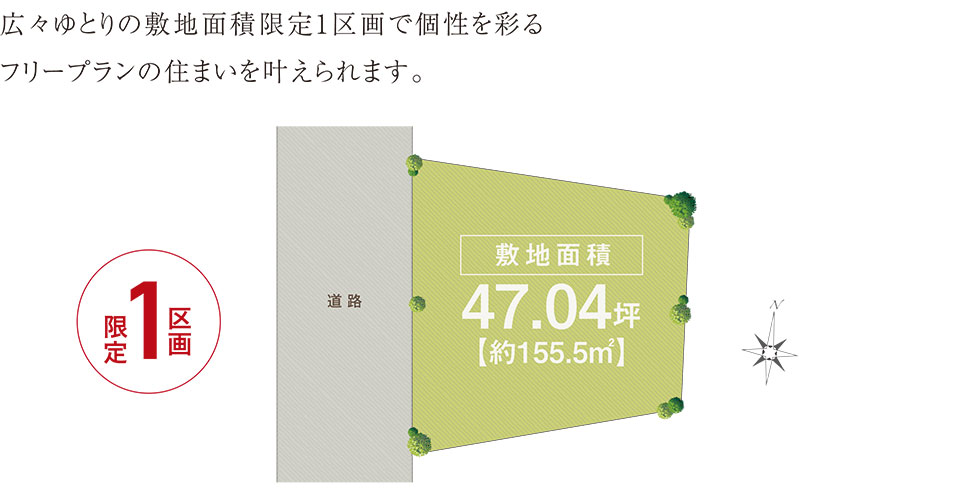 広々ゆとりの敷地面積限定1区画で個性を彩る
フリープランの住まいを叶えられます。
限定
1
区画
道路
敷地面積
47.04坪
【約155.5㎡】
N